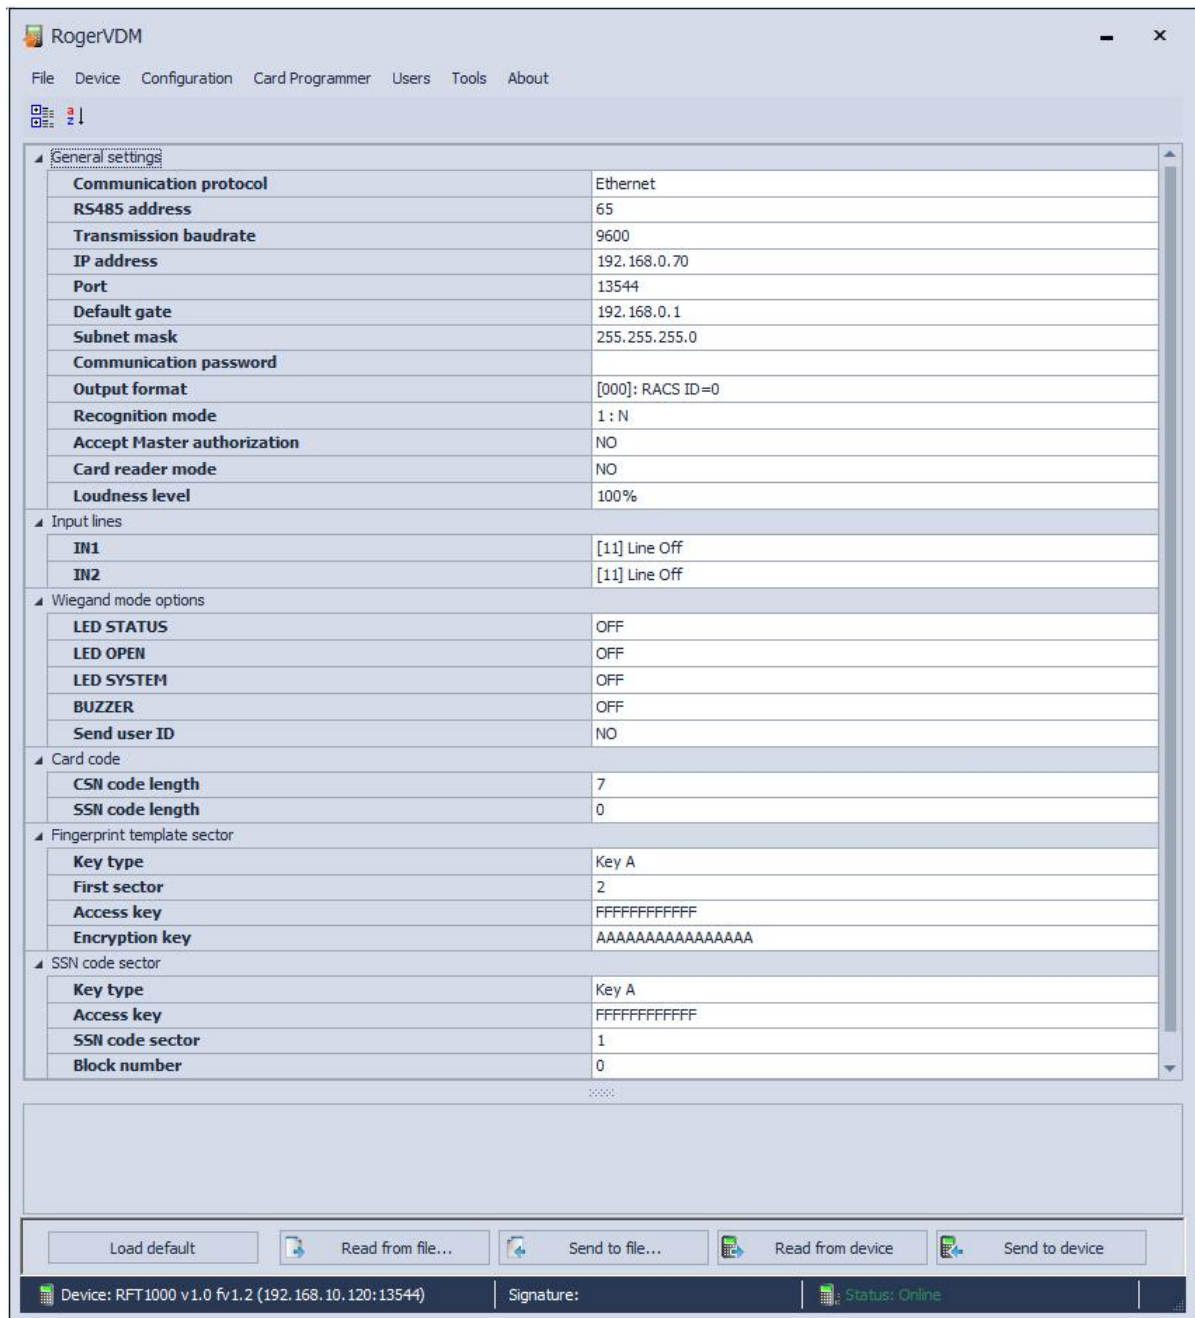 RogerVDM
File Device Configuration Card Programmer Users Tools About
General settings
Communication protocol Ethernet
RS485 address 65
Transmission baudrate 9600
IP address 192.168.0.70
Port 13544
Default gate 192.168.0.1
Subnet mask 255.255.255.0
Communication password
Output format [000]: RACS ID=0
Recognition mode 1 : N
Accept Master authorization NO
Card reader mode NO
Loudness level 100%
Input lines
IN1 [11] Line Off
IN2 [11] Line Off
Wiegand mode options
LED STATUS OFF
LED OPEN OFF
LED SYSTEM OFF
BUZZER OFF
Send user ID NO
Card code
CSN code length 7
SSN code length 0
Fingerprint template sector
Key type Key A
First sector 2
Access key FFFFFFFFFFFF
Encryption key AAAAAAAAAAAAAAAA
SSN code sector
Key type Key A
Access key FFFFFFFFFFFF
SSN code sector 1
Block number 0
Load default Read from file... Send to file... Read from device Send to device
Device: RFT1000 v1.0 fv1.2 (192.168.10.120:13544) Signature: Status: Online